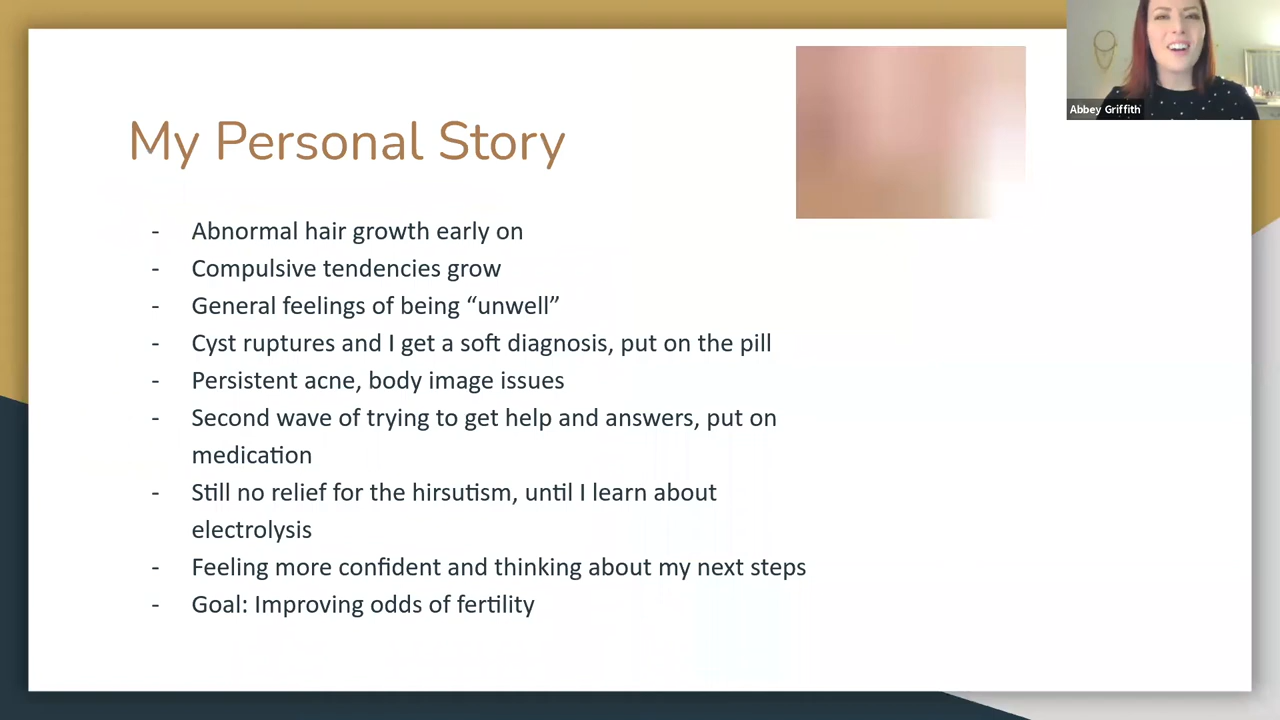 Abbey Griffith
My Personal Story
- Abnormal hair growth early on
- Compulsive tendencies grow
- General feelings of being “unwell”
- Cyst ruptures and I get a soft diagnosis, put on the pill
- Persistent acne, body image issues
- Second wave of trying to get help and answers, put on
medication
- Still no relief for the hirsutism, until I learn about
electrolysis
- Feeling more confident and thinking about my next steps
- Goal: Improving odds of fertility